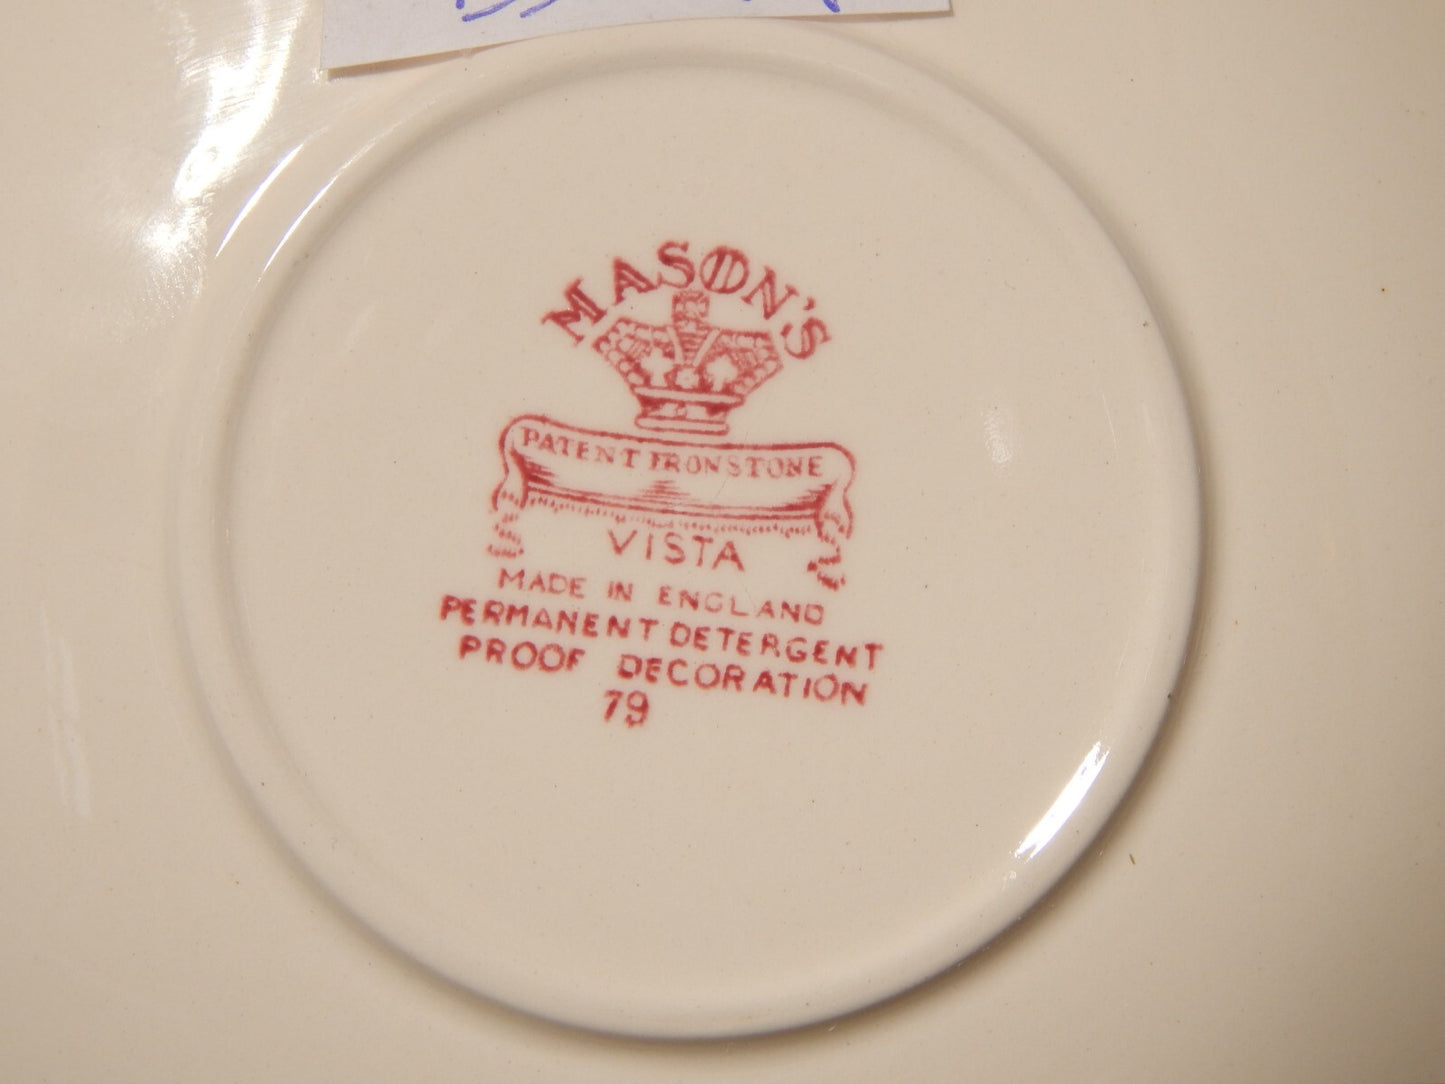 MASON'S
PATENT IRONSTONE
VISTA
MADE IN ENGLAND
PERMANENT DETERGENT
PROOF DECORATION
79